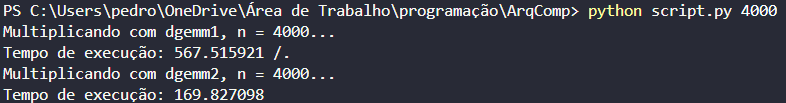 PS C:\Users\pedro\OneDrive\Área de Trabalho\programação\ArqComp> python script.py 4000
Multiplicando com dgemm1, n = 4000...
Tempo de execução: 567.515921 /.
Multiplicando com dgemm2, n = 4000...
Tempo de execução: 169.827098